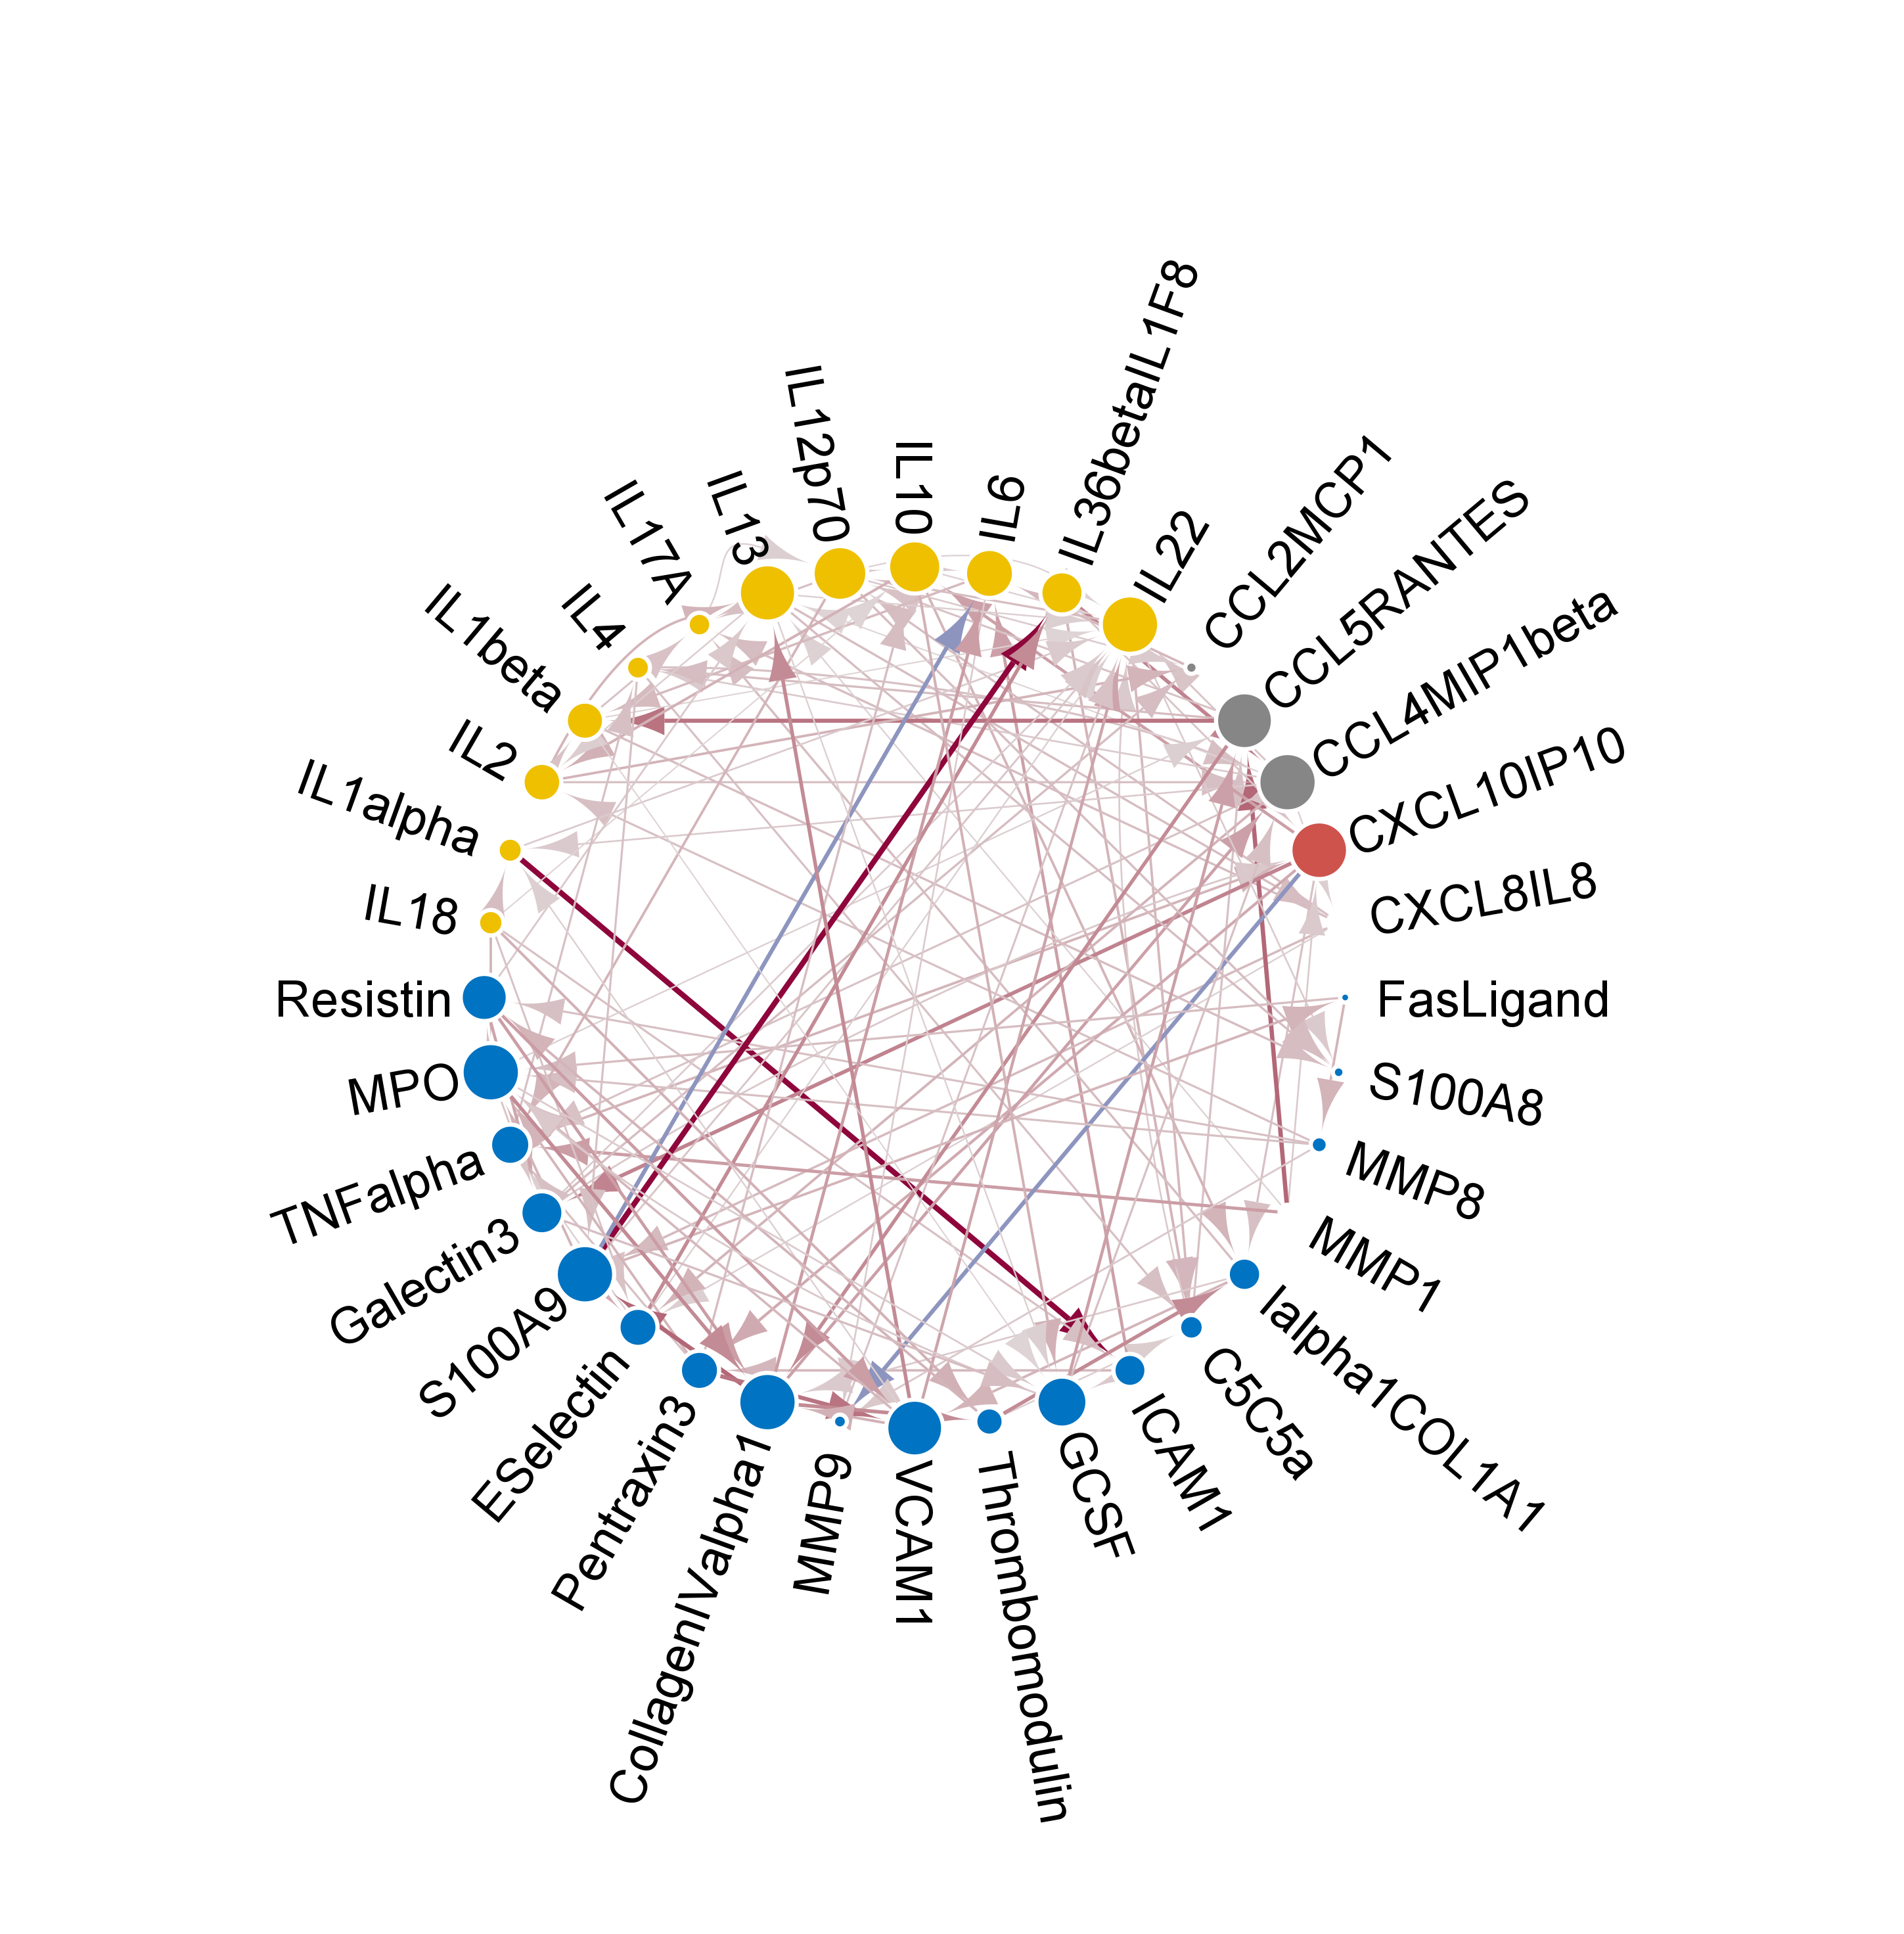 IL36betaIL1F8
IL12p70
IL10
IL6
IL13
IL17A
IL22
CCL2MCP1
CCL5RANTES
CCL4MIP1beta
CXCL10IP10
CXCL8IL8
FasLigand
S100A8
MMP8
MMP1
Ialpha1COL1A1
C5C5a
ICAM1
GCSF
Thrombomodulin
VCAM1
MMP9
CollagenIValpha1
Pentraxin3
ESelectin
S100A9
Galectin3
TNFalpha
MPO
Resistin
IL18
IL1alpha
IL2
IL1beta
IL4